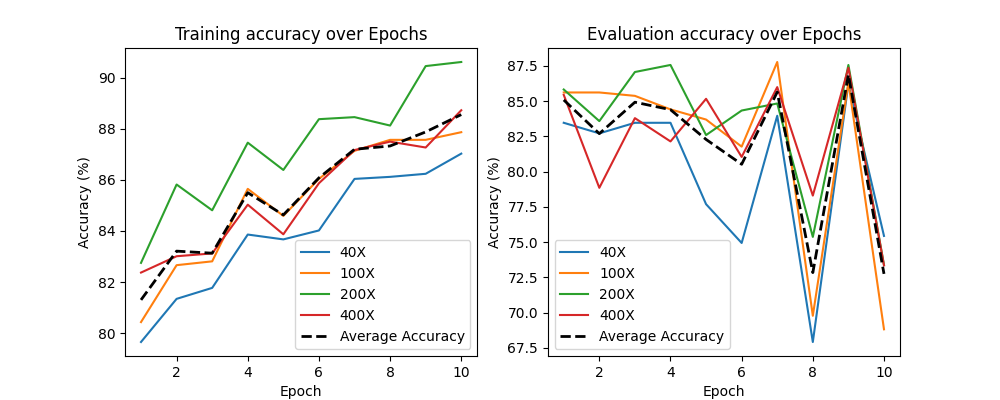 Training accuracy over Epochs
Accuracy (%)
90
88
86
84
82
80
2 4 6 8 10
Epoch
40X
100X
200X
400X
Average Accuracy
Evaluation accuracy over Epochs
Accuracy (%)
87.5
85.0
82.5
80.0
77.5
75.0
72.5
70.0
67.5
2 4 6 8 10
Epoch
40X
100X
200X
400X
Average Accuracy